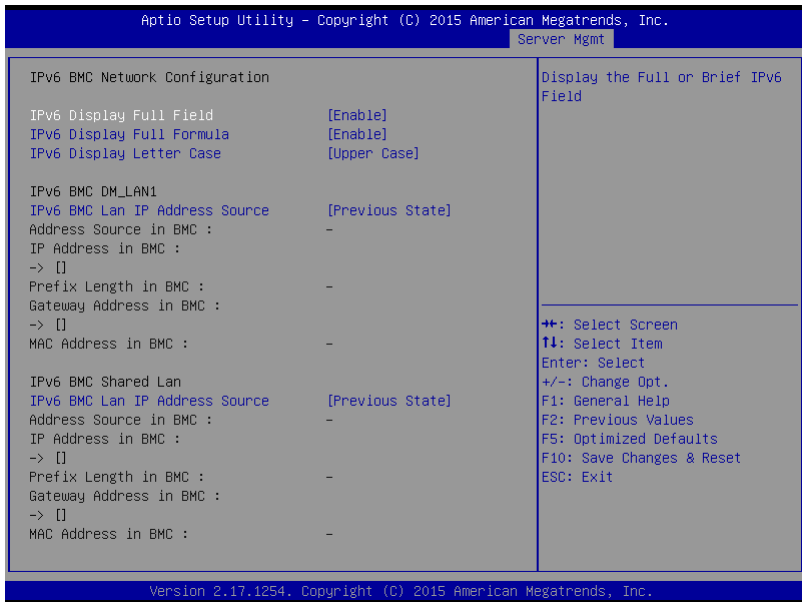 Aptio Setup Utility – Copyright (C) 2015 American Megatrends, Inc.
Server Mgmt
IPv6 BMC Network Configuration
IPv6 Display Full Field [Enable]
IPv6 Display Full Formula [Enable]
IPv6 Display Letter Case [Upper Case]
IPv6 BMC DM_LAN1
IPv6 BMC Lan IP Address Source [Previous State]
Address Source in BMC : –
IP Address in BMC :
–> []
Prefix Length in BMC : –
Gateway Address in BMC :
–> []
MAC Address in BMC : –
IPv6 BMC Shared Lan
IPv6 BMC Lan IP Address Source [Previous State]
Address Source in BMC : –
IP Address in BMC :
–> []
Prefix Length in BMC : –
Gateway Address in BMC :
–> []
MAC Address in BMC : –
Display the Full or Brief IPv6
Field
→←: Select Screen
↑↓: Select Item
Enter: Select
+/–: Change Opt.
F1: General Help
F2: Previous Values
F5: Optimized Defaults
F10: Save Changes & Reset
ESC: Exit
Version 2.17.1254. Copyright (C) 2015 American Megatrends, Inc.